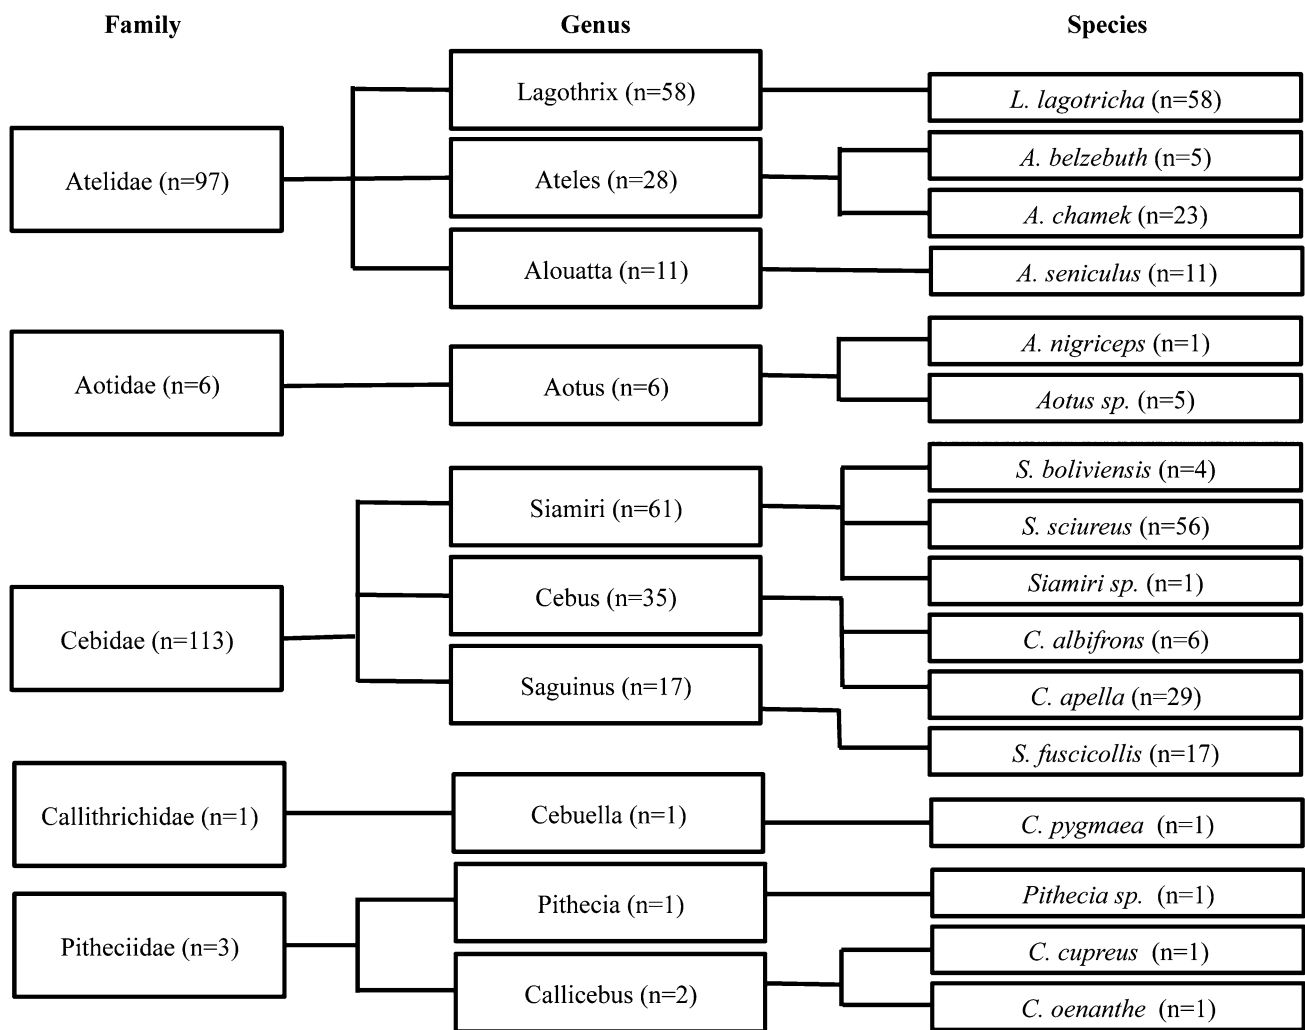 Family
Genus
Species
Atelidae (n=97)
Lagothrix (n=58)
L. lagotricha (n=58)
Ateles (n=28)
A. belzebuth (n=5)
A. chamek (n=23)
Alouatta (n=11)
A. seniculus (n=11)
Aotidae (n=6)
Aotus (n=6)
A. nigriceps (n=1)
Aotus sp. (n=5)
Cebidae (n=113)
Siamiri (n=61)
S. boliviensis (n=4)
S. sciureus (n=56)
Siamiri sp. (n=1)
Cebus (n=35)
C. albifrons (n=6)
C. apella (n=29)
Saguinus (n=17)
S. fuscicollis (n=17)
Callithrichidae (n=1)
Cebuella (n=1)
C. pygmaea (n=1)
Pitheciidae (n=3)
Pithecia (n=1)
Pithecia sp. (n=1)
Callicebus (n=2)
C. cupreus (n=1)
C. oenanthe (n=1)